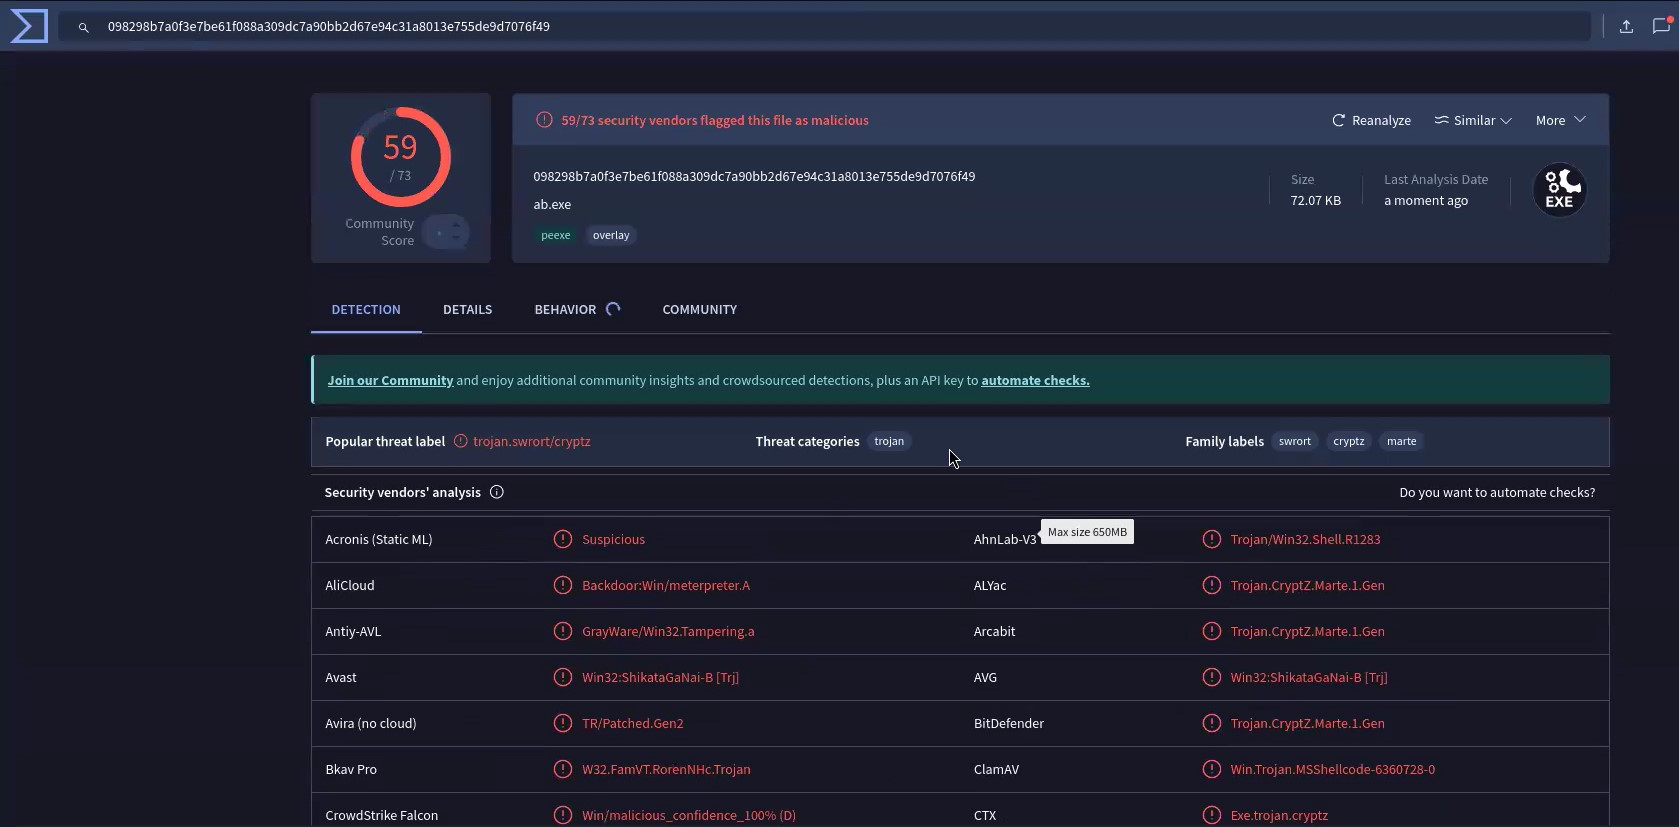 098298b7a0f3e7be61f088a309dc7a90bb2d67e94c31a8013e755de9d7076f49
59
/ 73
Community
Score
59/73 security vendors flagged this file as malicious
Reanalyze
Similar
More
098298b7a0f3e7be61f088a309dc7a90bb2d67e94c31a8013e755de9d7076f49
ab.exe
peexe
overlay
Size
72.07 KB
Last Analysis Date
a moment ago
EXE
DETECTION
DETAILS
BEHAVIOR
COMMUNITY
Join our Community and enjoy additional community insights and crowdsourced detections, plus an API key to automate checks.
Popular threat label
trojan.swrort/cryptz
Threat categories
trojan
Family labels
swrort
cryptz
marte
Security vendors' analysis
Do you want to automate checks?
Acronis (Static ML)
Suspicious
AhnLab-V3
Max size 650MB
Trojan/Win32.Shell.R1283
AliCloud
Backdoor:Win/meterpreter.A
ALYac
Trojan.CryptZ.Marte.1.Gen
Antiy-AVL
GrayWare/Win32.Tampering.a
Arcabit
Trojan.CryptZ.Marte.1.Gen
Avast
Win32:ShikataGaNai-B [Trj]
AVG
Win32:ShikataGaNai-B [Trj]
Avira (no cloud)
TR/Patched.Gen2
BitDefender
Trojan.CryptZ.Marte.1.Gen
Bkav Pro
W32.FamVT.RorenNHc.Trojan
ClamAV
Win.Trojan.MSShellcode-6360728-0
CrowdStrike Falcon
Win/malicious_confidence_100% (D)
CTX
Exe.trojan.cryptz